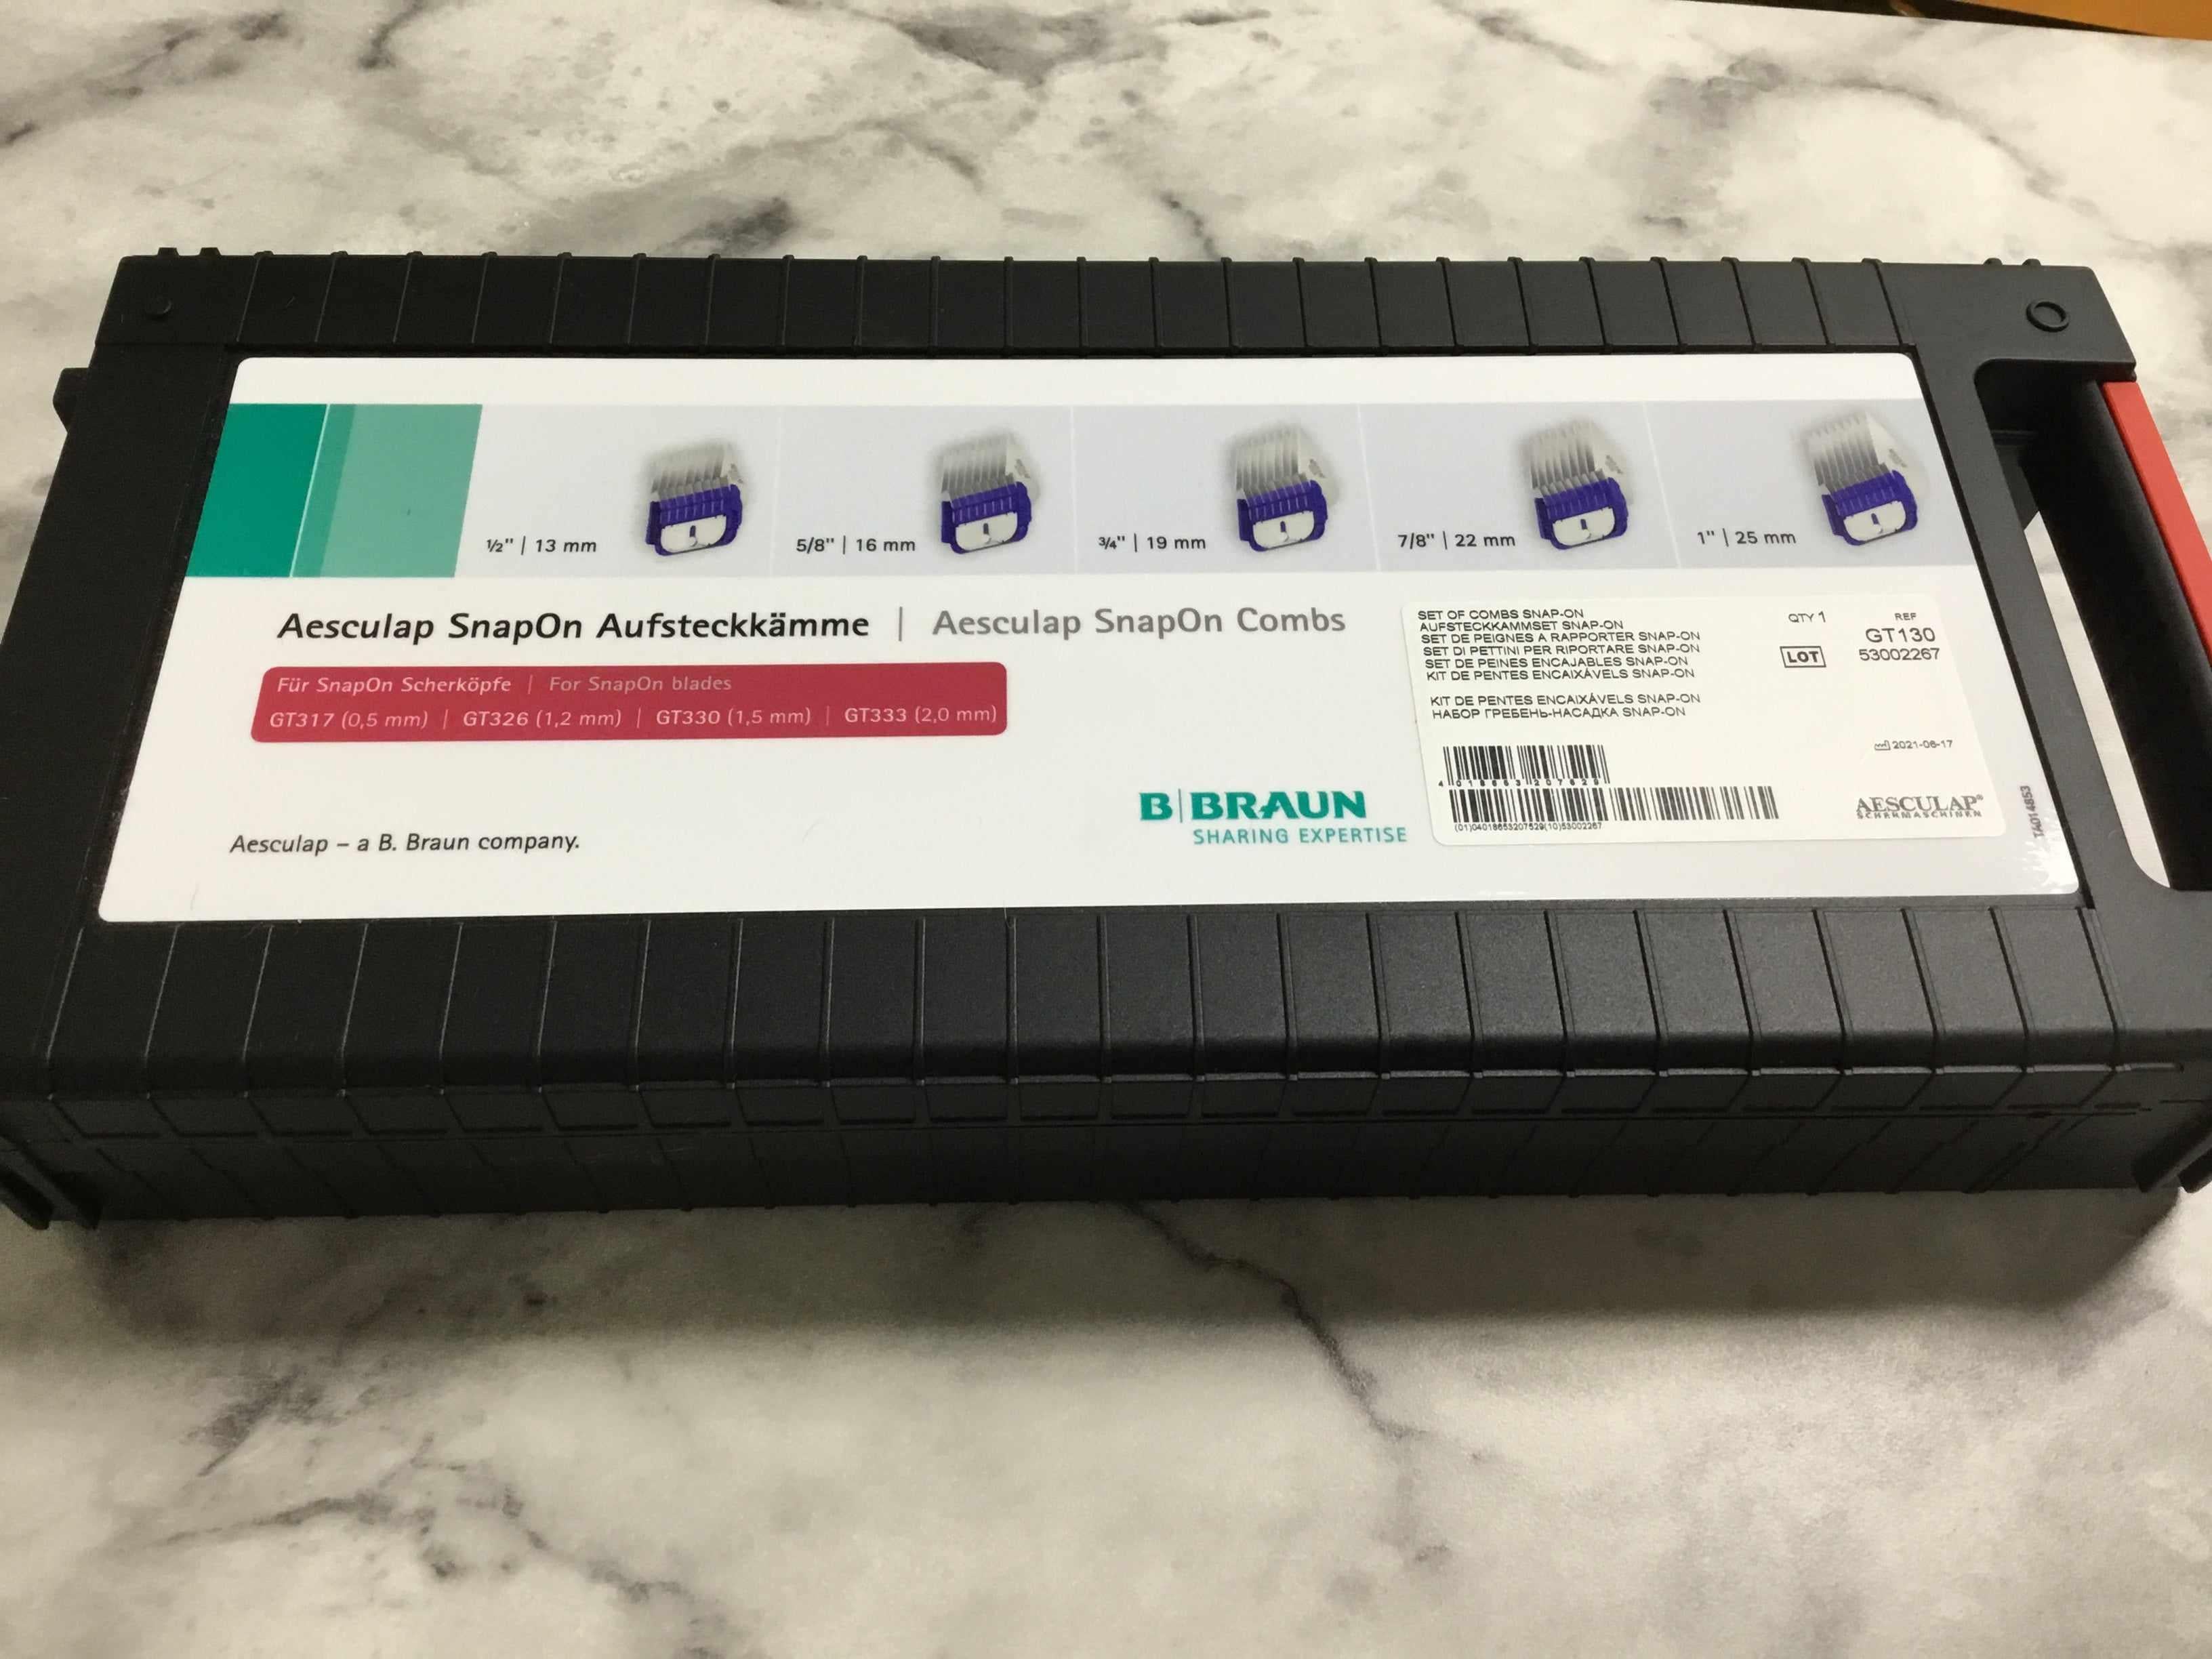 ½" | 13 mm
5/8" | 16 mm
¾" | 19 mm
7/8" | 22 mm
1" | 25 mm
Aesculap SnapOn Aufsteckkämme | Aesculap SnapOn Combs
Für SnapOn Scherköpfe | For SnapOn blades
GT317 (0,5 mm) | GT326 (1,2 mm) | GT330 (1,5 mm) | GT333 (2,0 mm)
Aesculap – a B. Braun company.
B|BRAUN
SHARING EXPERTISE
SET OF COMBS SNAP-ON
AUFSTECKKAMMSET SNAP-ON
SET DE PEIGNES A RAPPORTER SNAP-ON
SET DI PETTINI PER RIPORTARE SNAP-ON
SET DE PEINES ENCAJABLES SNAP-ON
KIT DE PENTES ENCAIXÁVELS SNAP-ON
KIT DE PENTES ENCAIXÁVELS SNAP-ON
НАБОР ГРЕБЕНЬ-НАСАДКА SNAP-ON
QTY 1
REF
GT130
LOT
53002267
2021-06-17
AESCULAP®
SCHERMASCHINEN
TA014853